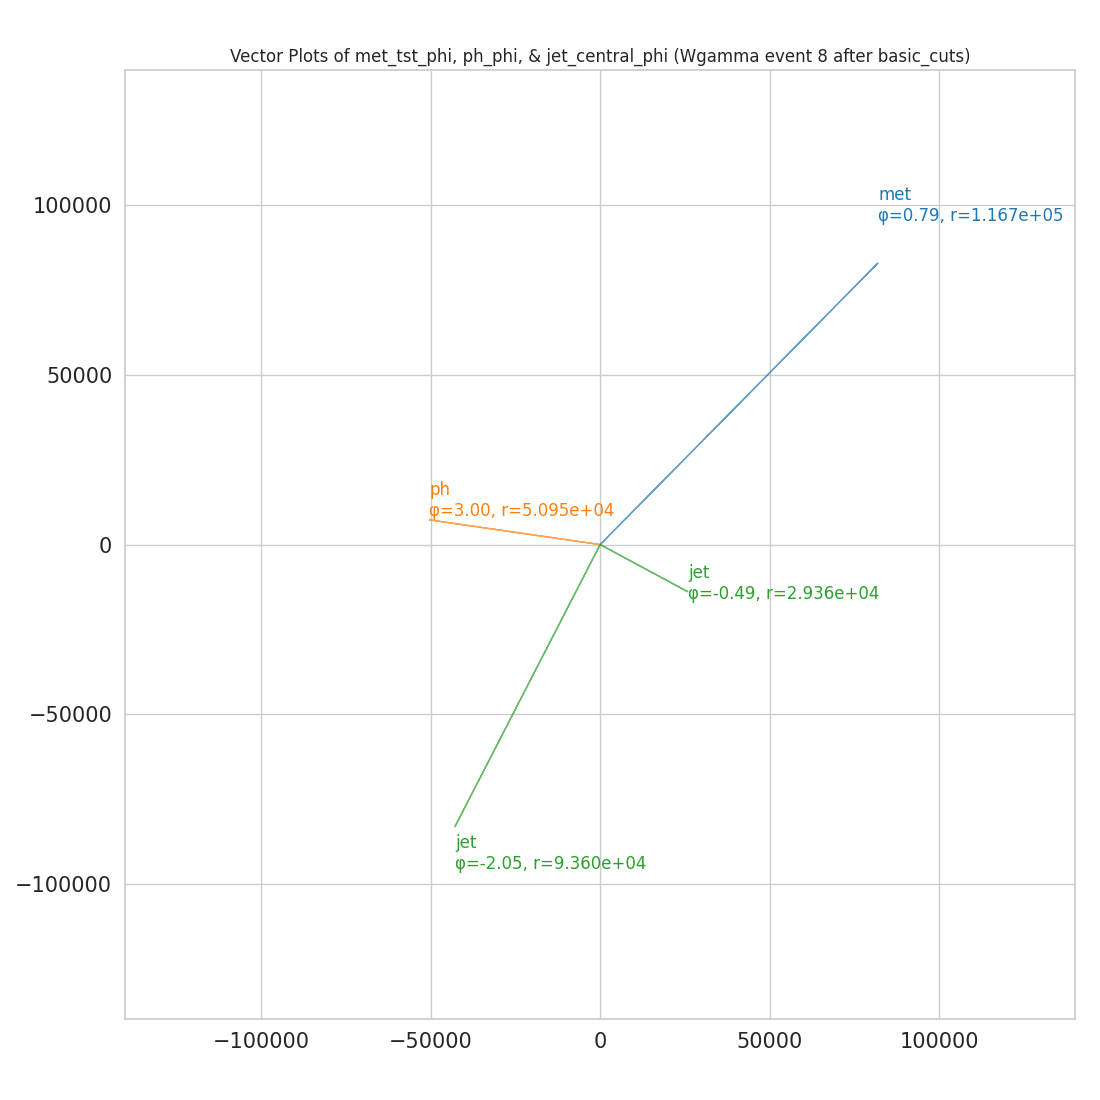 Vector Plots of met_tst_phi, ph_phi, & jet_central_phi (Wgamma event 8 after basic_cuts)
met
φ=0.79, r=1.167e+05
100000
50000
ph
φ=3.00, r=5.095e+04
0
jet
φ=-0.49, r=2.936e+04
−50000
jet
φ=-2.05, r=9.360e+04
−100000
−100000 −50000 0 50000 100000